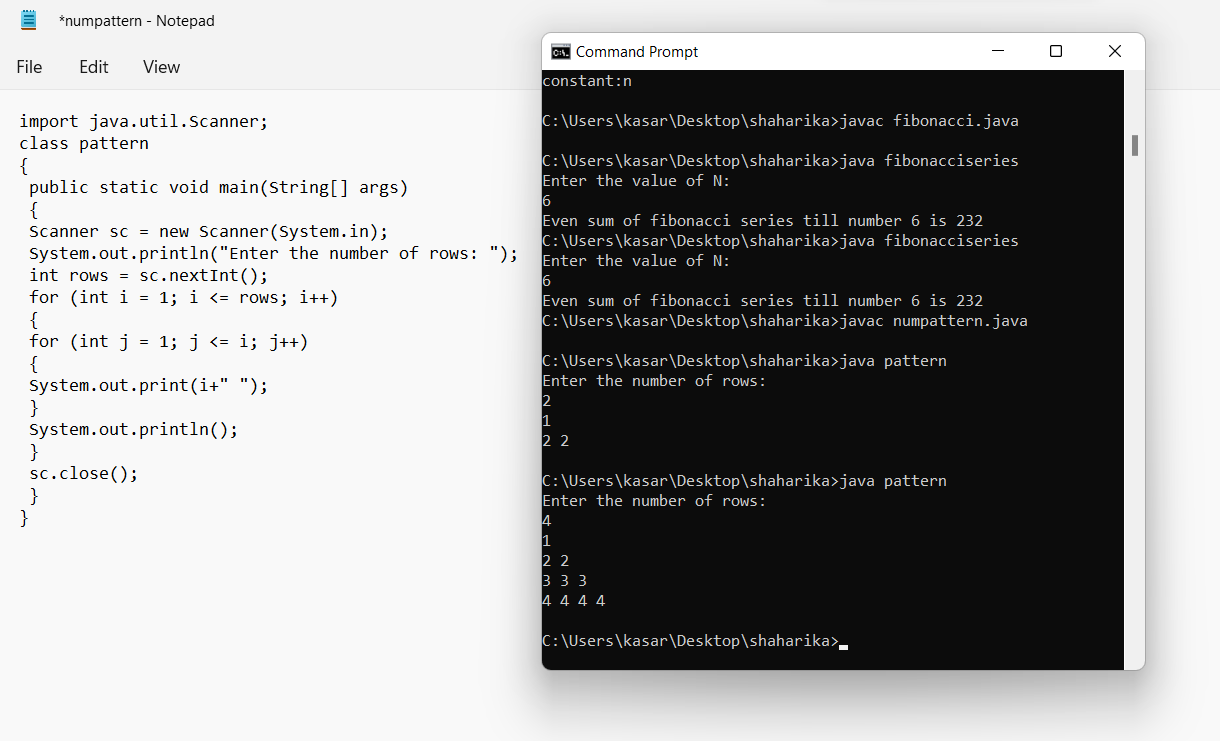 *numpattern - Notepad
File Edit View
import java.util.Scanner;
class pattern
{
public static void main(String[] args)
{
Scanner sc = new Scanner(System.in);
System.out.println("Enter the number of rows: ");
int rows = sc.nextInt();
for (int i = 1; i <= rows; i++)
{
for (int j = 1; j <= i; j++)
{
System.out.print(i+" ");
}
System.out.println();
}
sc.close();
}
}
Command Prompt
constant:n
C:\Users\kasar\Desktop\shaharika>javac fibonacci.java
C:\Users\kasar\Desktop\shaharika>java fibonacciseries
Enter the value of N:
6
Even sum of fibonacci series till number 6 is 232
C:\Users\kasar\Desktop\shaharika>java fibonacciseries
Enter the value of N:
6
Even sum of fibonacci series till number 6 is 232
C:\Users\kasar\Desktop\shaharika>javac numpattern.java
C:\Users\kasar\Desktop\shaharika>java pattern
Enter the number of rows:
2
1
2 2
C:\Users\kasar\Desktop\shaharika>java pattern
Enter the number of rows:
4
1
2 2
3 3 3
4 4 4 4
C:\Users\kasar\Desktop\shaharika>